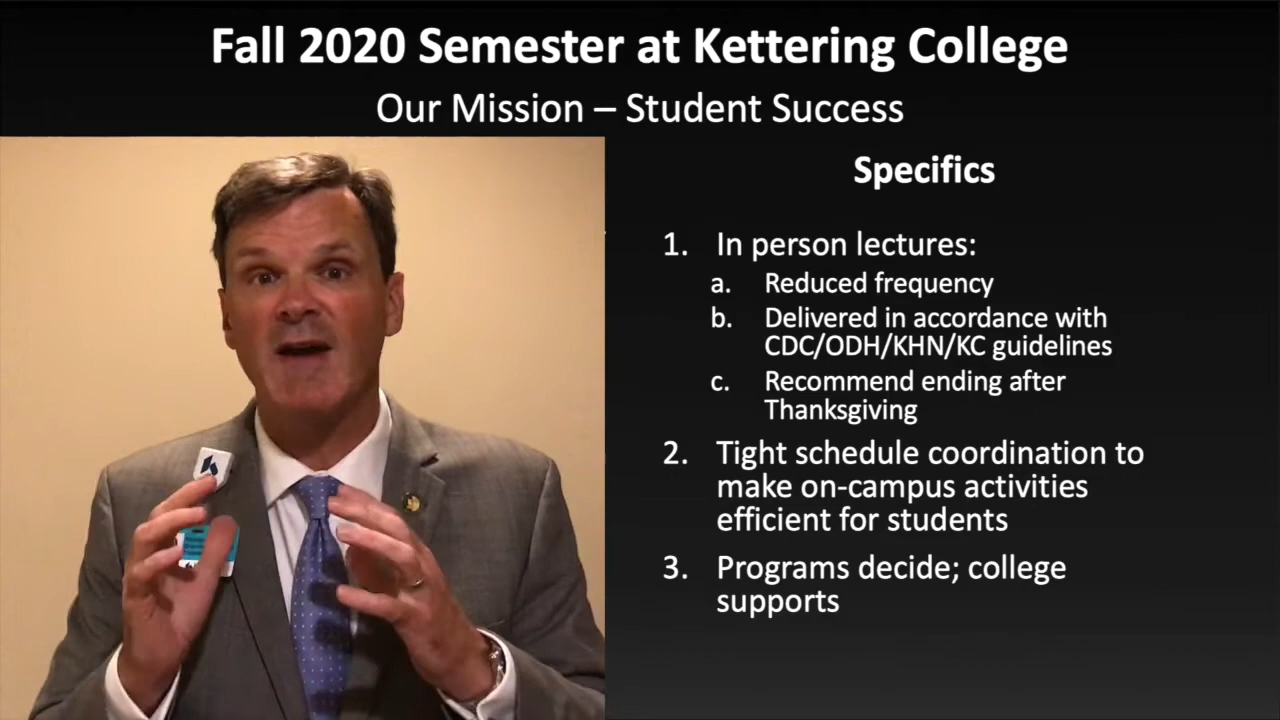 Fall 2020 Semester at Kettering College
Our Mission – Student Success
Specifics
1. In person lectures:
a. Reduced frequency
b. Delivered in accordance with
CDC/ODH/KHN/KC guidelines
c. Recommend ending after
Thanksgiving
2. Tight schedule coordination to
make on-campus activities
efficient for students
3. Programs decide; college
supports